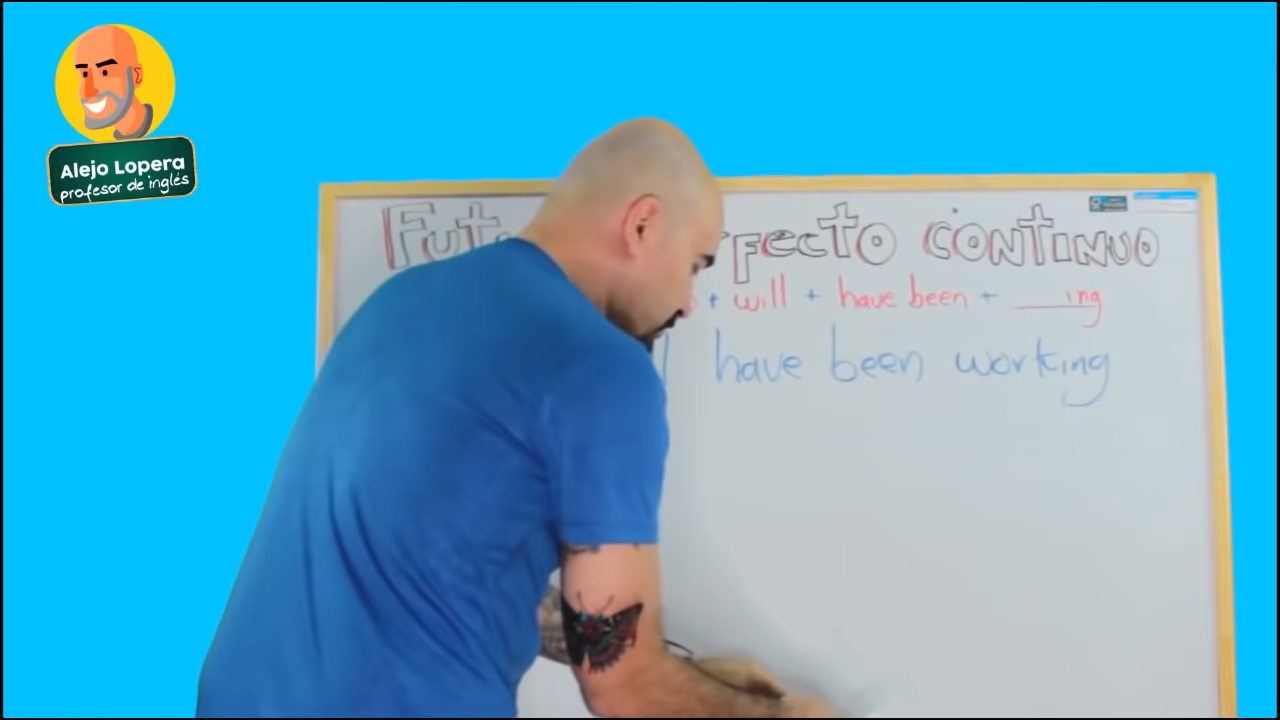 Alejo Lopera
profesor de inglés
Fut fecto continuo
+ will + have been + ___ing
have been working